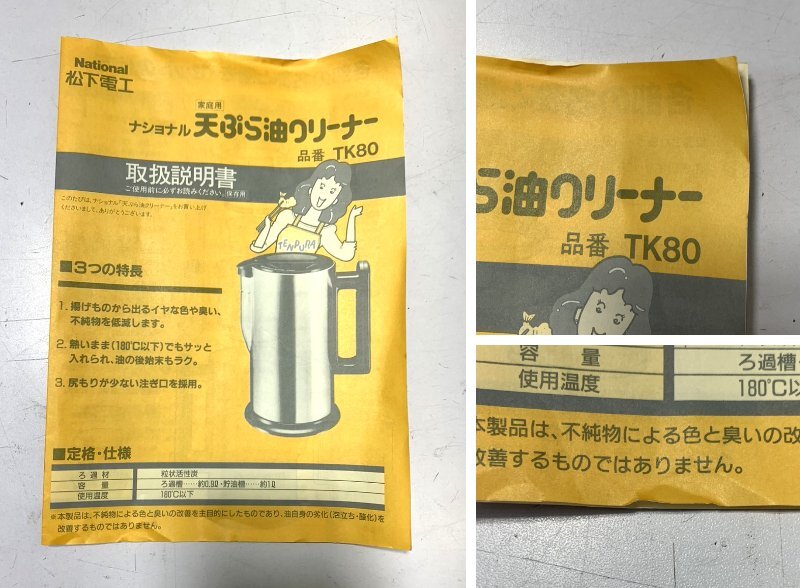 National
松下電工
家庭用
ナショナル 天ぷら油クリーナー
品番 TK80
取扱説明書
ご使用前に必ずお読みください。保存用
このたびは、ナショナル「天ぷら油クリーナー」をお買い上げ
くださいまして、ありがとうございます。
TENPURA
■3つの特長
1. 揚げものから出るイヤな色や臭い、
不純物を低減します。
2. 熱いまま(180℃以下)でもサッと
入れられ、油の後始末もラク。
3. 尻もりが少ない注ぎ口を採用。
■定格・仕様
ろ過材 粒状活性炭
容量 ろ過槽……約0.9ℓ・貯油槽……約1ℓ
使用温度 180℃以下
※本製品は、不純物による色と臭いの改善を主目的にしたものであり、油自身の劣化(泡立ち・酸化)を
改善するものではありません。
ぷら油クリーナー
品番 TK80
容量 ろ過槽
使用温度 180℃以
本製品は、不純物による色と臭いの改
改善するものではありません。